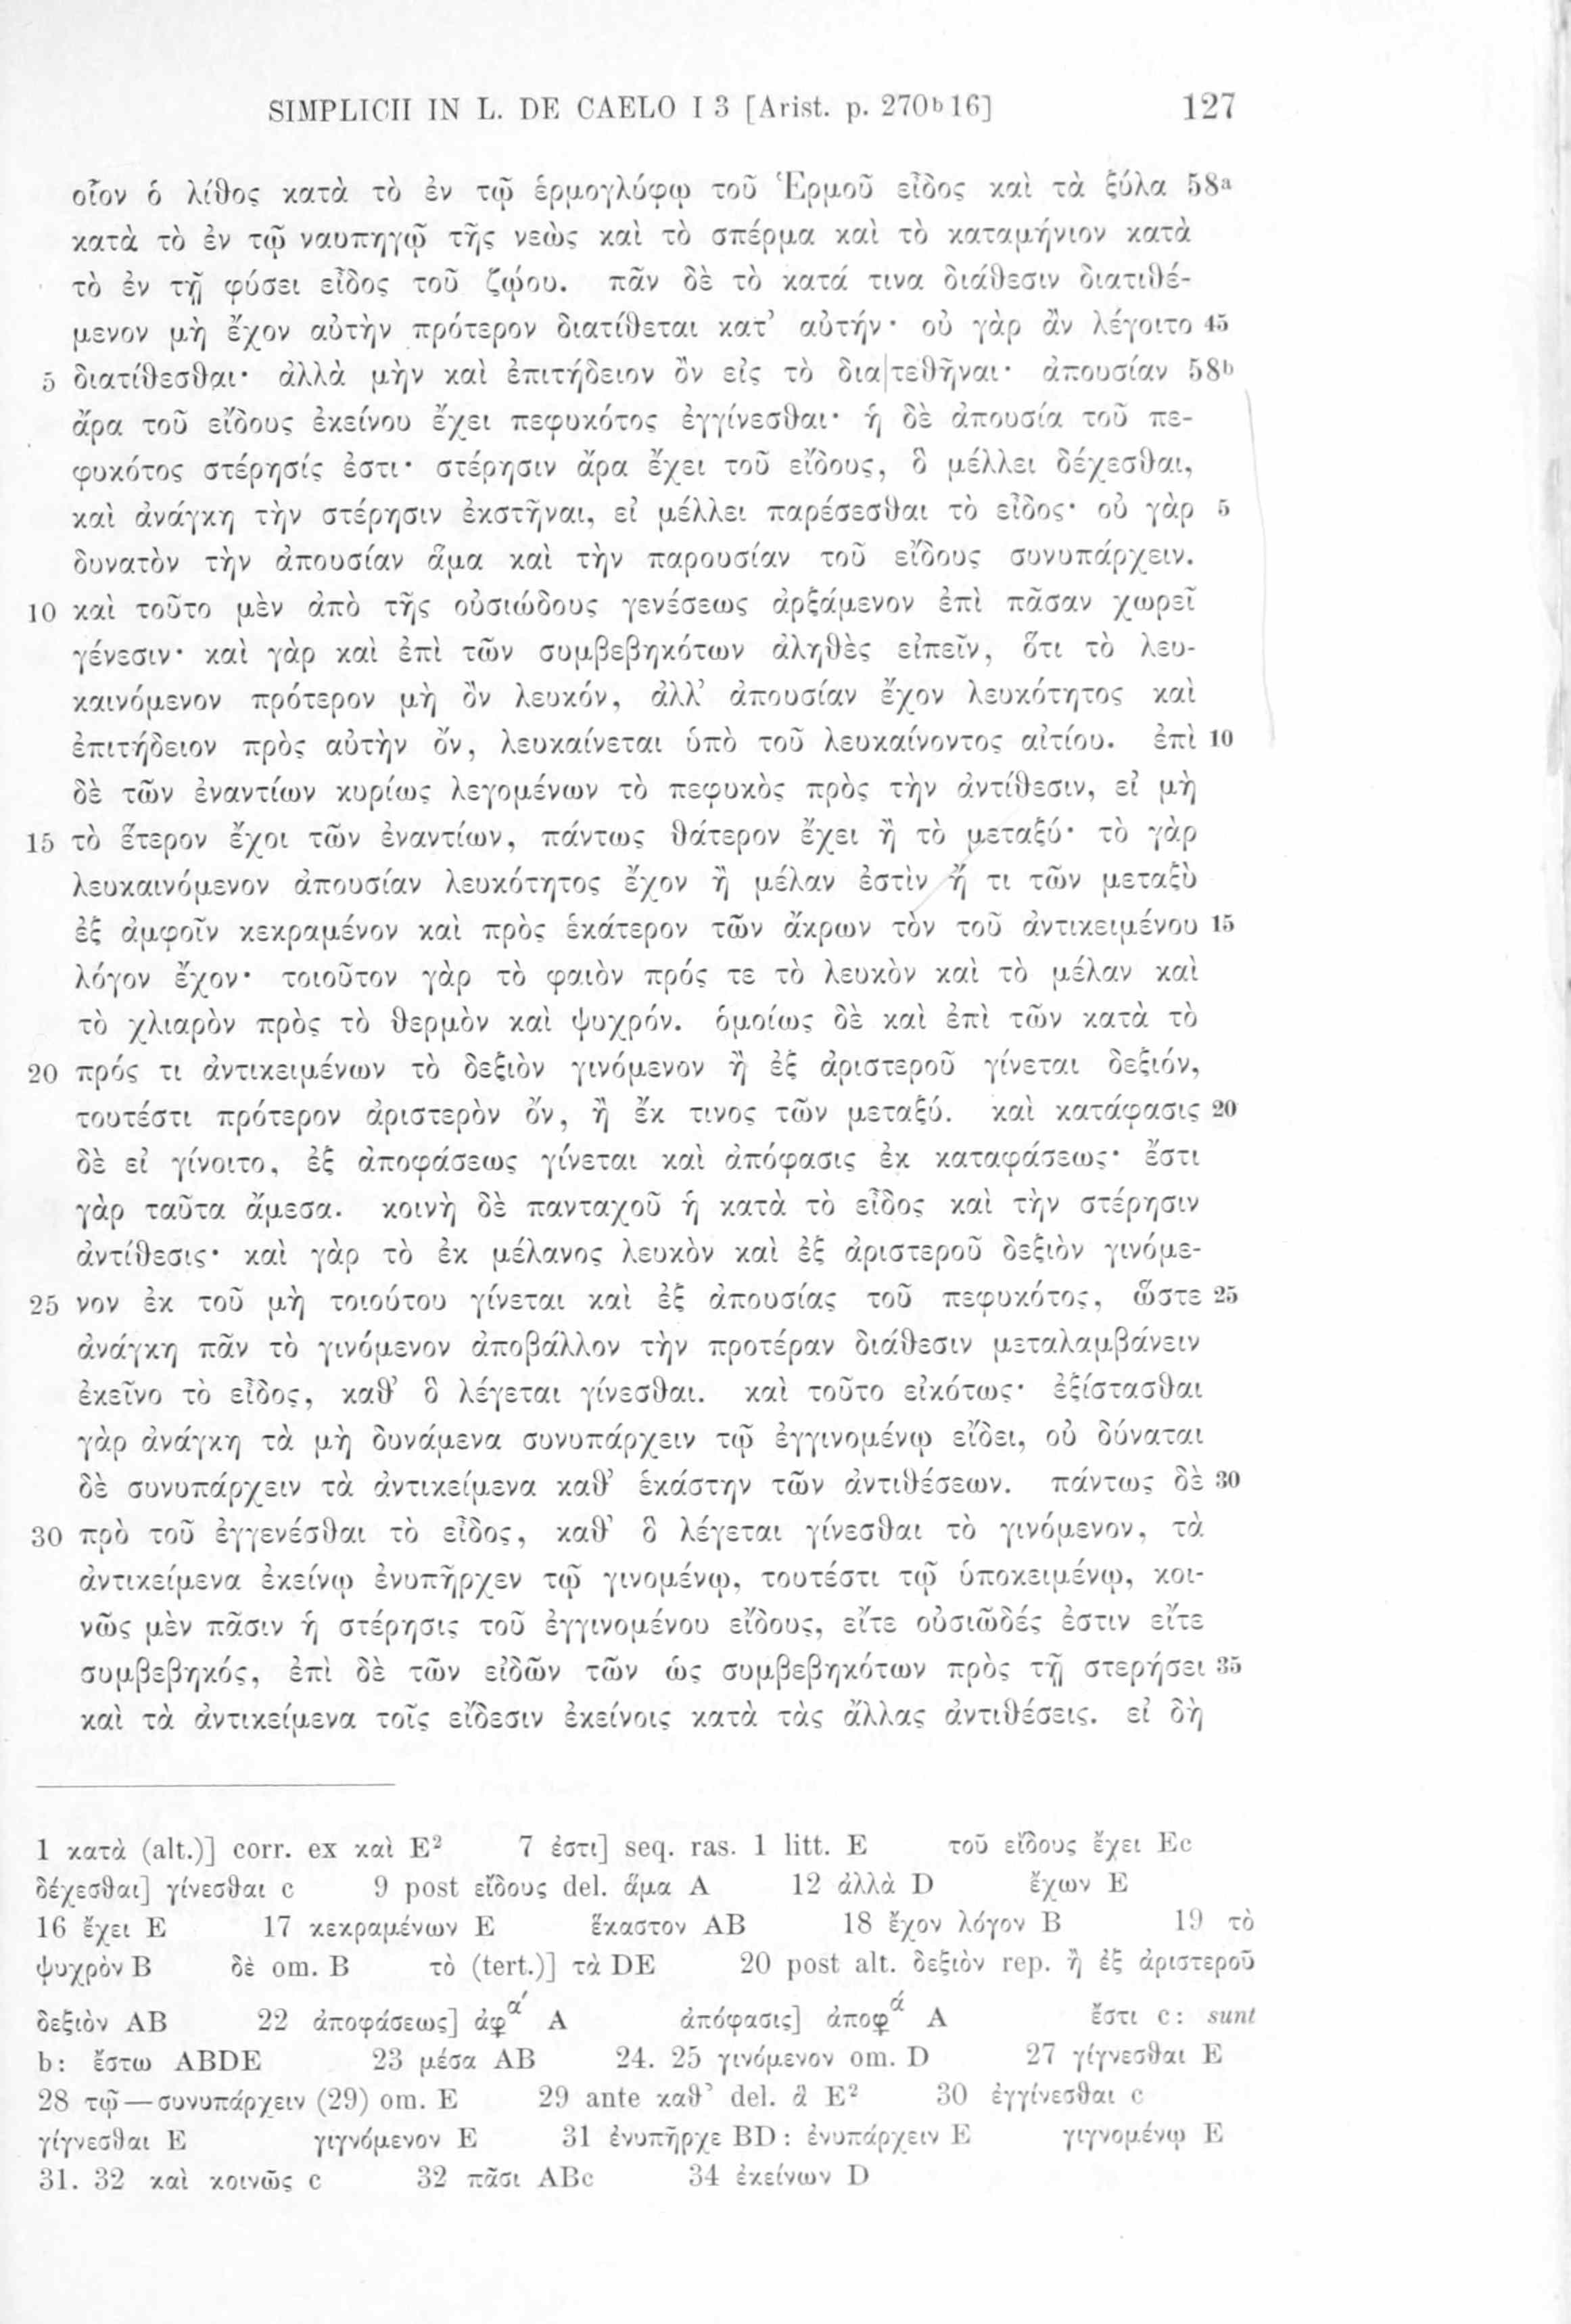 SIMPLICII IN L. DE CAELO I 3 [Arist. p. 270b16] 127
οἷον ὁ λίθος κατὰ τὸ ἐν τῷ ἑρμογλύφῳ τοῦ Ἑρμοῦ εἶδος καὶ τὰ ξύλα 58a
κατὰ τὸ ἐν τῷ ναυπηγῷ τῆς νεὼς καὶ τὸ σπέρμα καὶ τὸ καταμήνιον κατὰ
τὸ ἐν τῇ φύσει εἶδος τοῦ ζῴου. πᾶν δὲ τὸ κατά τινα διάθεσιν διατιθέ-
μενον μὴ ἔχον αὐτὴν πρότερον διατίθεται κατ’ αὐτήν· οὐ γὰρ ἂν λέγοιτο 45
5 διατίθεσθαι· ἀλλὰ μὴν καὶ ἐπιτήδειον ὂν εἰς τὸ δια|τεθῆναι· ἀπουσίαν 58b
ἄρα τοῦ εἴδους ἐκείνου ἔχει πεφυκότος ἐγγίνεσθαι· ἡ δὲ ἀπουσία τοῦ πε-
φυκότος στέρησίς ἐστι· στέρησιν ἄρα ἔχει τοῦ εἴδους, ὃ μέλλει δέχεσθαι,
καὶ ἀνάγκη τὴν στέρησιν ἐκστῆναι, εἰ μέλλει παρέσεσθαι τὸ εἶδος· οὐ γὰρ 5
δυνατὸν τὴν ἀπουσίαν ἅμα καὶ τὴν παρουσίαν τοῦ εἴδους συνυπάρχειν.
10 καὶ τοῦτο μὲν ἀπὸ τῆς οὐσιώδους γενέσεως ἀρξάμενον ἐπὶ πᾶσαν χωρεῖ
γένεσιν· καὶ γὰρ καὶ ἐπὶ τῶν συμβεβηκότων ἀληθὲς εἰπεῖν, ὅτι τὸ λευ-
καινόμενον πρότερον μὴ ὂν λευκόν, ἀλλ’ ἀπουσίαν ἔχον λευκότητος καὶ
ἐπιτήδειον πρὸς αὐτὴν ὄν, λευκαίνεται ὑπὸ τοῦ λευκαίνοντος αἰτίου. ἐπὶ 10
δὲ τῶν ἐναντίων κυρίως λεγομένων τὸ πεφυκὸς πρὸς τὴν ἀντίθεσιν, εἰ μὴ
15 τὸ ἕτερον ἔχοι τῶν ἐναντίων, πάντως θάτερον ἔχει ἢ τὸ μεταξύ· τὸ γὰρ
λευκαινόμενον ἀπουσίαν λευκότητος ἔχον ἢ μέλαν ἐστὶν ἤ τι τῶν μεταξὺ
ἐξ ἀμφοῖν κεκραμένον καὶ πρὸς ἑκάτερον τῶν ἄκρων τὸν τοῦ ἀντικειμένου 15
λόγον ἔχον· τοιοῦτον γὰρ τὸ φαιὸν πρός τε τὸ λευκὸν καὶ τὸ μέλαν καὶ
τὸ χλιαρὸν πρὸς τὸ θερμὸν καὶ ψυχρόν. ὁμοίως δὲ καὶ ἐπὶ τῶν κατὰ τὸ
20 πρός τι ἀντικειμένων τὸ δεξιὸν γινόμενον ἢ ἐξ ἀριστεροῦ γίνεται δεξιόν,
τουτέστι πρότερον ἀριστερὸν ὄν, ἢ ἔκ τινος τῶν μεταξύ. καὶ κατάφασις 20
δὲ εἰ γίνοιτο, ἐξ ἀποφάσεως γίνεται καὶ ἀπόφασις ἐκ καταφάσεως· ἔστι
γὰρ ταῦτα ἄμεσα. κοινὴ δὲ πανταχοῦ ἡ κατὰ τὸ εἶδος καὶ τὴν στέρησιν
ἀντίθεσις· καὶ γὰρ τὸ ἐκ μέλανος λευκὸν καὶ ἐξ ἀριστεροῦ δεξιὸν γινόμε-
25 νον ἐκ τοῦ μὴ τοιούτου γίνεται καὶ ἐξ ἀπουσίας τοῦ πεφυκότος, ὥστε 25
ἀνάγκη πᾶν τὸ γινόμενον ἀποβάλλον τὴν προτέραν διάθεσιν μεταλαμβάνειν
ἐκεῖνο τὸ εἶδος, καθ’ ὃ λέγεται γίνεσθαι. καὶ τοῦτο εἰκότως· ἐξίστασθαι
γὰρ ἀνάγκη τὰ μὴ δυνάμενα συνυπάρχειν τῷ ἐγγινομένῳ εἴδει, οὐ δύναται
δὲ συνυπάρχειν τὰ ἀντικείμενα καθ’ ἑκάστην τῶν ἀντιθέσεων. πάντως δὲ 30
30 πρὸ τοῦ ἐγγενέσθαι τὸ εἶδος, καθ’ ὃ λέγεται γίνεσθαι τὸ γινόμενον, τὰ
ἀντικείμενα ἐκείνῳ ἐνυπῆρχεν τῷ γινομένῳ, τουτέστι τῷ ὑποκειμένῳ, κοι-
νῶς μὲν πᾶσιν ἡ στέρησις τοῦ ἐγγινομένου εἴδους, εἴτε οὐσιῶδές ἐστιν εἴτε
συμβεβηκός, ἐπὶ δὲ τῶν εἰδῶν τῶν ὡς συμβεβηκότων πρὸς τῇ στερήσει 35
καὶ τὰ ἀντικείμενα τοῖς εἴδεσιν ἐκείνοις κατὰ τὰς ἄλλας ἀντιθέσεις. εἰ δὴ
1 κατὰ (alt.)] corr. ex καὶ E² 7 ἐστι] seq. ras. 1 litt. E τοῦ εἴδους ἔχει Ec
δέχεσθαι] γίνεσθαι c 9 post εἴδους del. ἅμα A 12 ἀλλὰ D ἔχων E
16 ἔχει E 17 κεκραμένων E ἕκαστον AB 18 ἔχον λόγον B 19 τὸ
ψυχρὸν B δὲ om. B τὸ (tert.)] τὰ DE 20 post alt. δεξιὸν rep. ἢ ἐξ ἀριστεροῦ
δεξιὸν AB 22 ἀποφάσεως] ἀφά A ἀπόφασις] ἀποφά A ἔστι c: sunt
b: ἔστω ABDE 23 μέσα AB 24. 25 γινόμενον om. D 27 γίγνεσθαι E
28 τῷ—συνυπάρχειν (29) om. E 29 ante καθ’ del. ἃ E² 30 ἐγγίνεσθαι c
γίγνεσθαι E γιγνόμενον E 31 ἐνυπῆρχε BD: ἐνυπάρχειν E γιγνομένῳ E
31. 32 καὶ κοινῶς c 32 πᾶσι ABc 34 ἐκείνων D